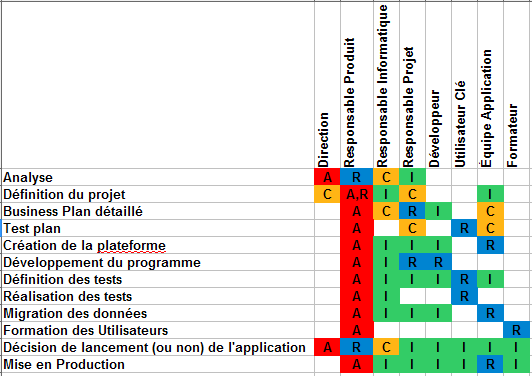 Direction
Responsable Produit
Responsable Informatique
Responsable Projet
Développeur
Utilisateur Clé
Équipe Application
Formateur
Analyse A R C I
Définition du projet C A,R I C I
Business Plan détaillé A C R I C
Test plan A C R C
Création de la plateforme A I I I R
Développement du programme A I R R
Définition des tests A I I I R I
Réalisation des tests A I R
Migration des données A I I I R
Formation des Utilisateurs A R
Décision de lancement (ou non) de l'application A R C I I I I I
Mise en Production A I I I I R I